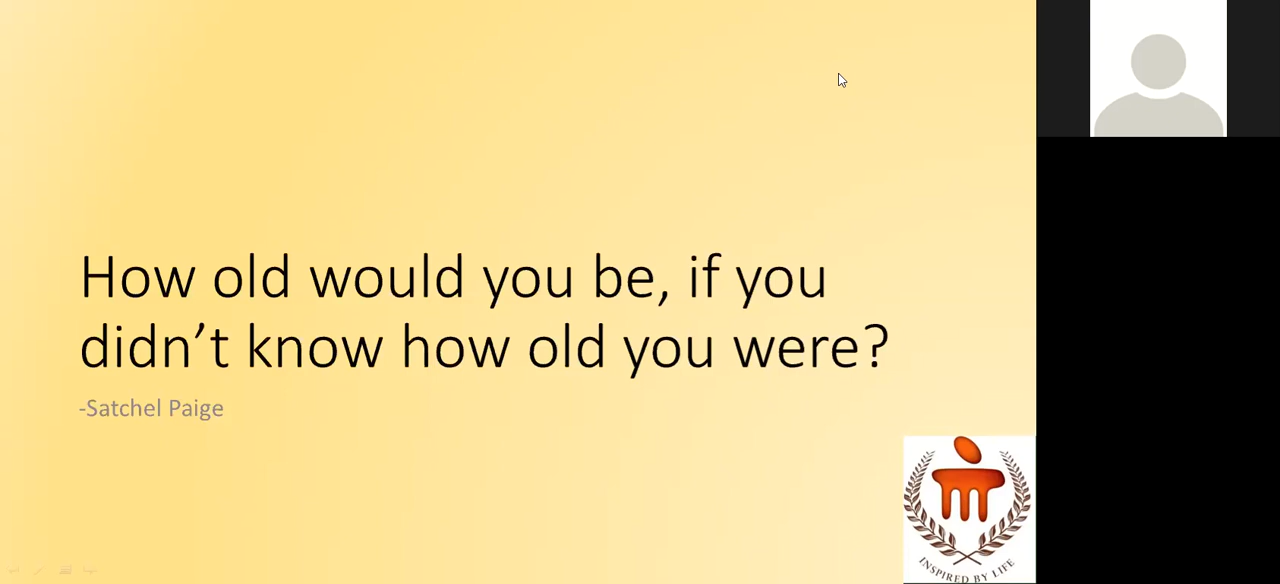 How old would you be, if you
didn’t know how old you were?
-Satchel Paige
INSPIRED BY LIFE